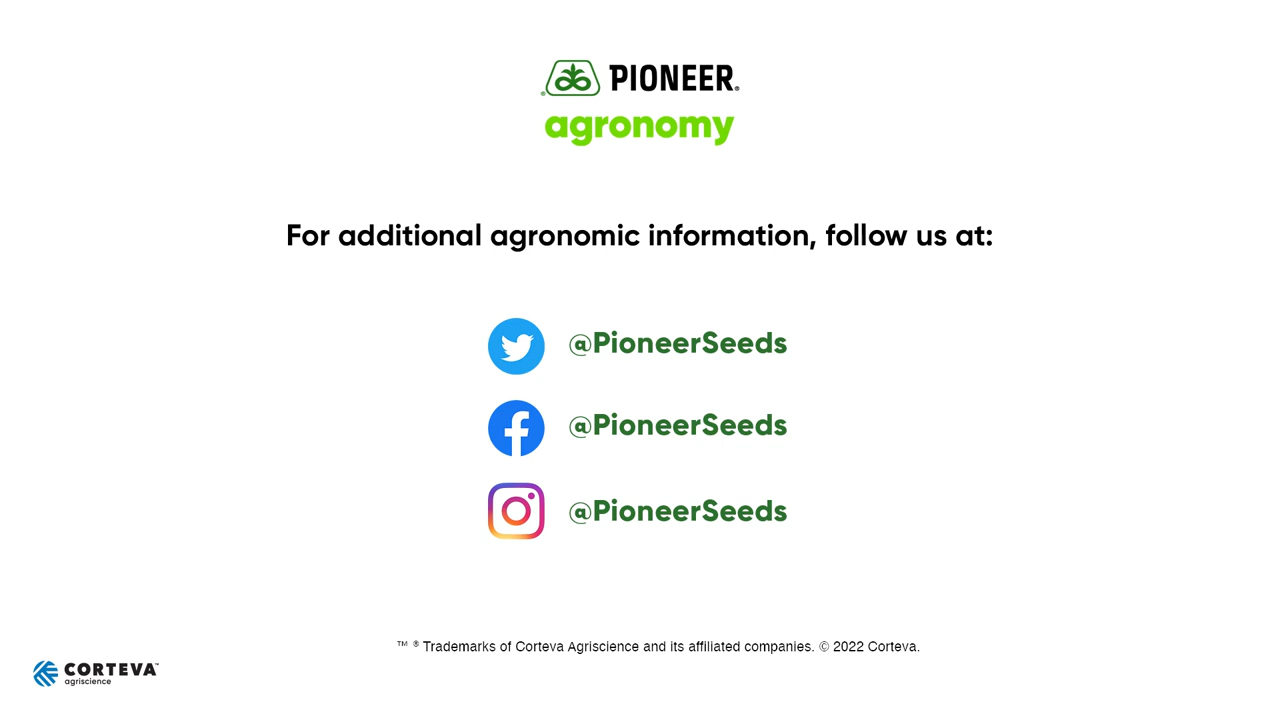 PIONEER®
agronomy
For additional agronomic information, follow us at:
@PioneerSeeds
@PioneerSeeds
@PioneerSeeds
™ ® Trademarks of Corteva Agriscience and its affiliated companies. © 2022 Corteva.
CORTEVA™
agriscience